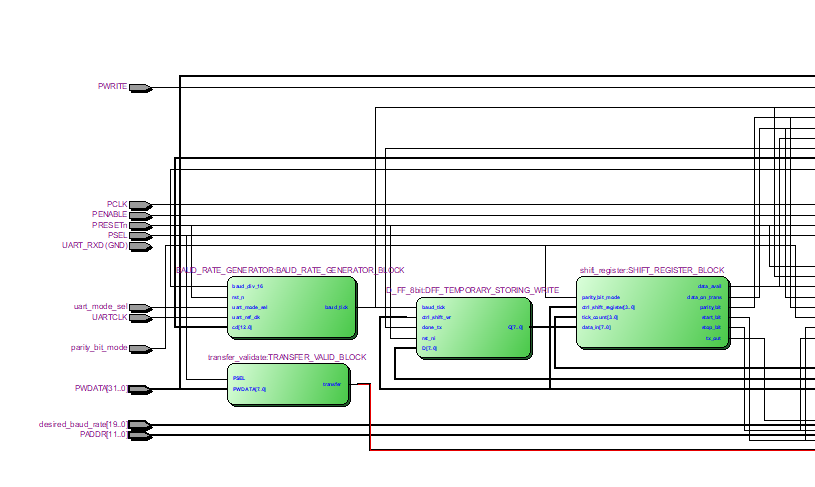 PWRITE
PCLK
PENABLE
PRESETn
PSEL
UART_RXD (GND)
BAUD_RATE_GENERATOR:BAUD_RATE_GENERATOR_BLOCK
baud_div_16
rst_n
uart_mode_sel
uart_ref_clk
cd[12..0]
baud_tick
D_FF_8bit:DFF_TEMPORARY_STORING_WRITE
baud_tick
ctrl_shift_wr
done_tx
rst_ni
D[7..0]
Q[7..0]
shift_register:SHIFT_REGISTER_BLOCK
parity_bit_mode
ctrl_shift_register[3..0]
tick_count[3..0]
data_in[7..0]
data_avail
data_on_trans
parity_bit
start_bit
stop_bit
tx_out
uart_mode_sel
UARTCLK
parity_bit_mode
transfer_validate:TRANSFER_VALID_BLOCK
PSEL
PWDATA[7..0]
transfer
PWDATA[31..0]
desired_baud_rate[19..0]
PADDR[11..0]